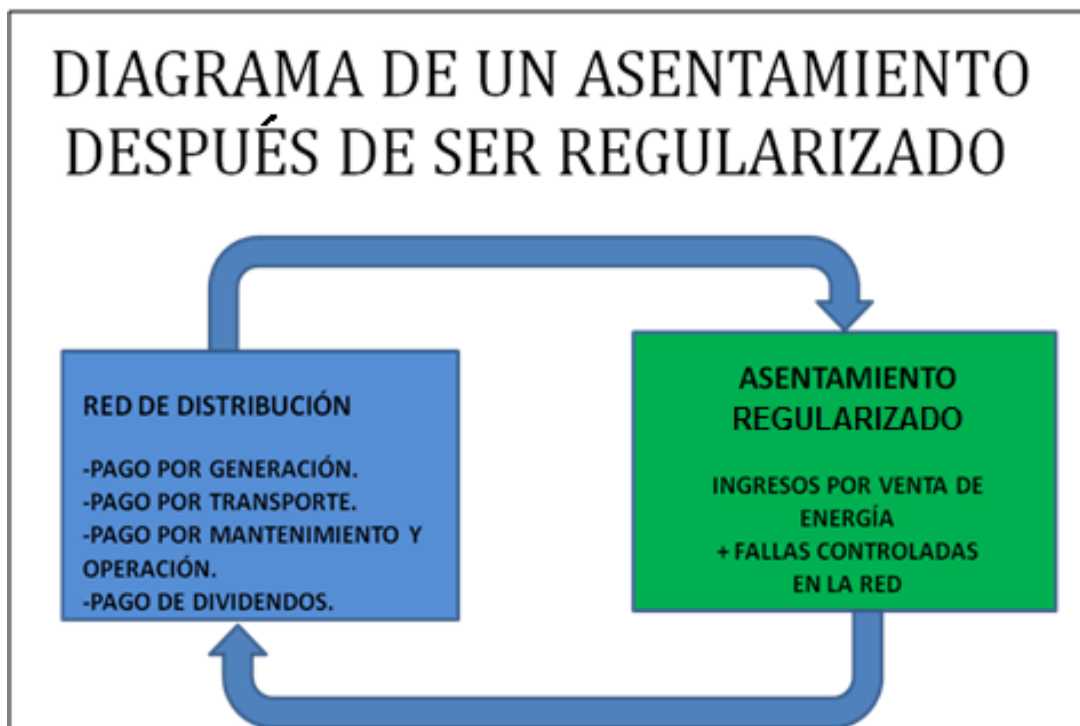 DIAGRAMA DE UN ASENTAMIENTO
DESPUÉS DE SER REGULARIZADO
RED DE DISTRIBUCIÓN
-PAGO POR GENERACIÓN.
-PAGO POR TRANSPORTE.
-PAGO POR MANTENIMIENTO Y
OPERACIÓN.
-PAGO DE DIVIDENDOS.
ASENTAMIENTO
REGULARIZADO
INGRESOS POR VENTA DE
ENERGÍA
+ FALLAS CONTROLADAS
EN LA RED